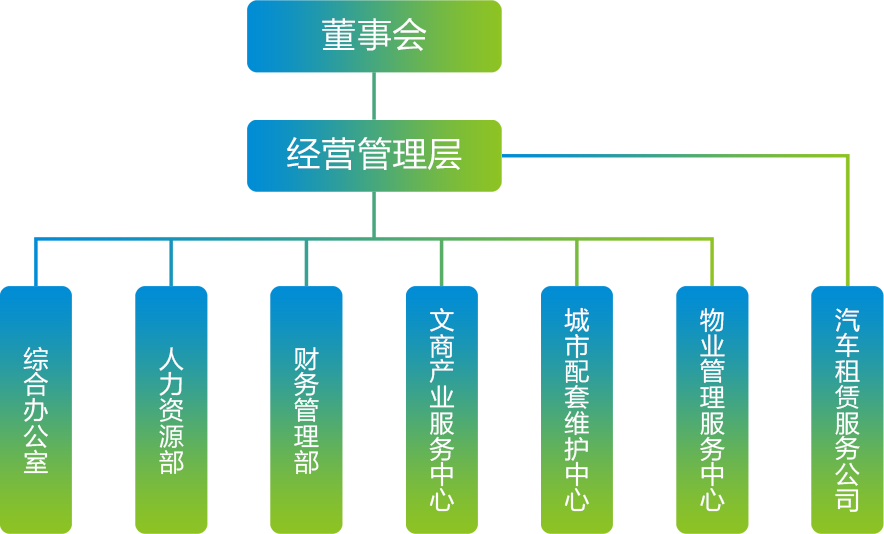 董事会
经营管理层
综合办公室
人力资源部
财务管理部
文商产业服务中心
城市配套维护中心
物业管理服务中心
汽车租赁服务公司